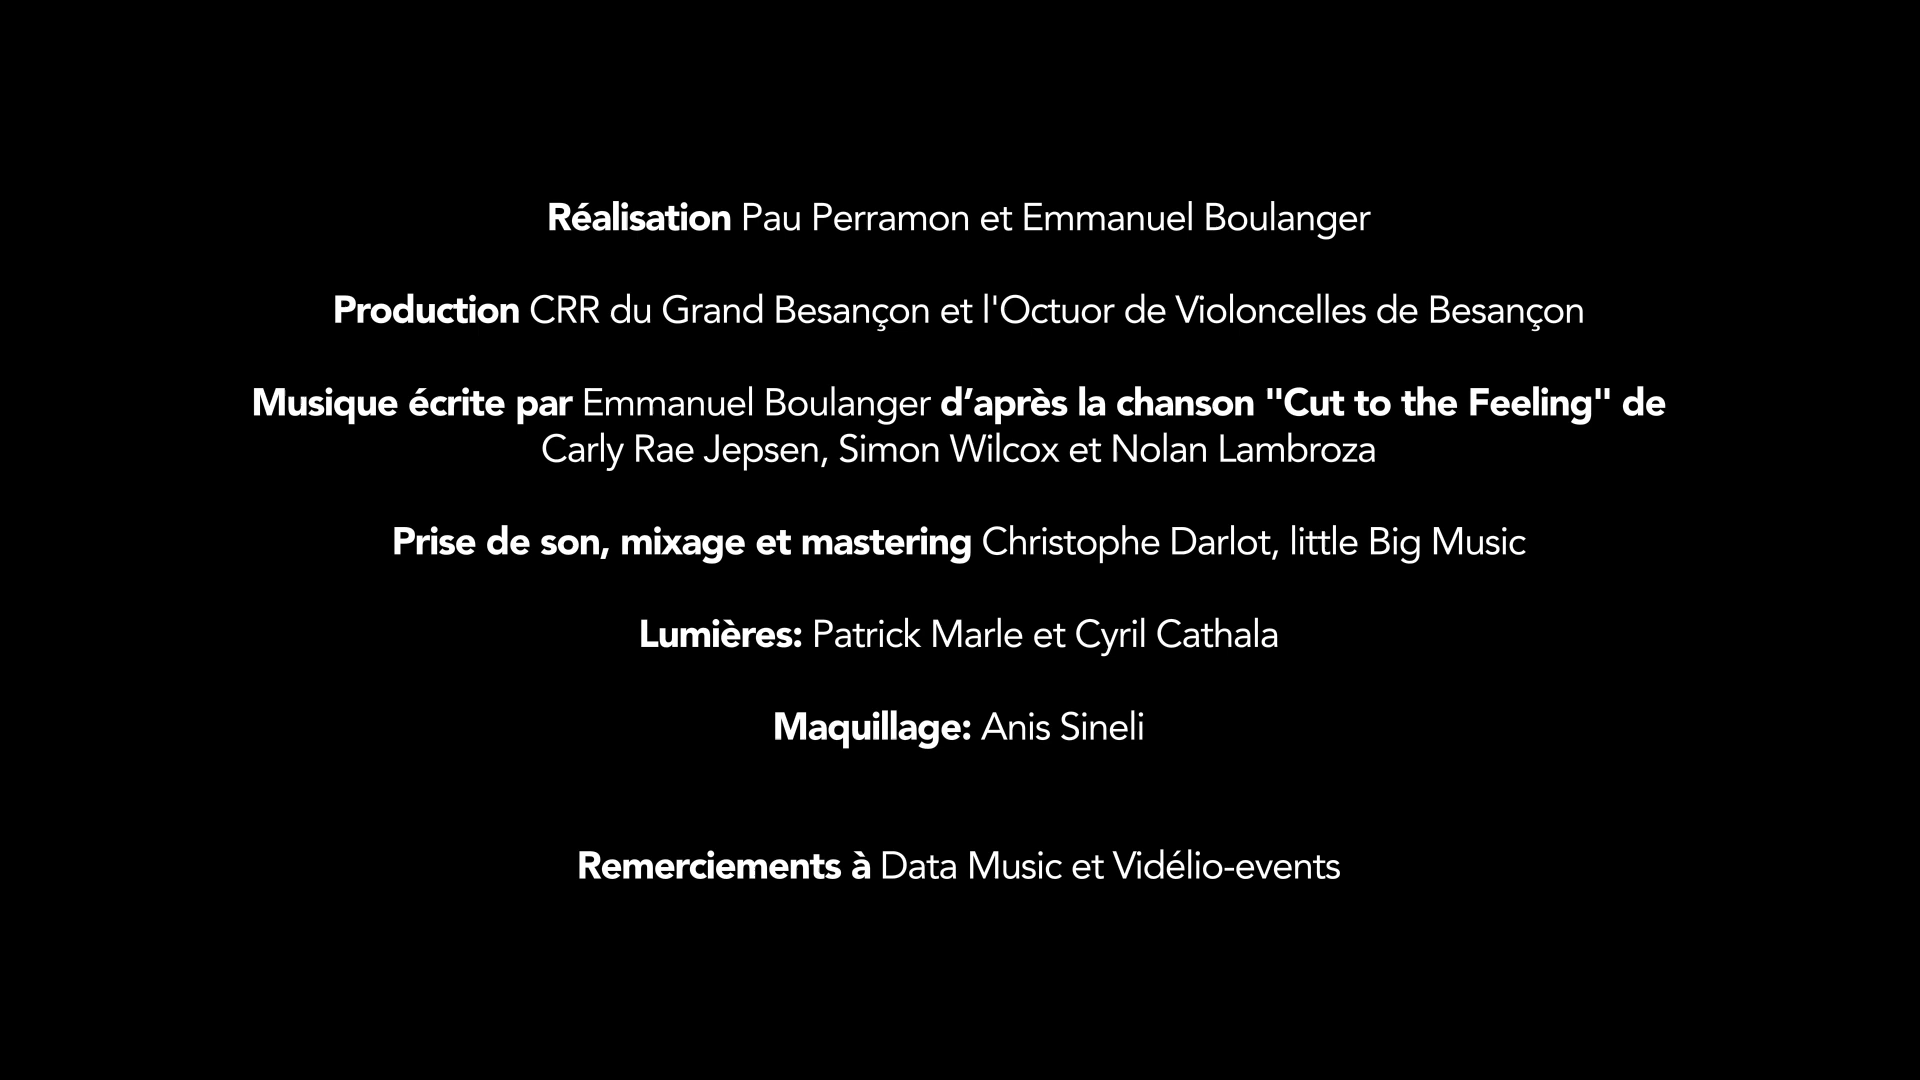 Réalisation Pau Perramon et Emmanuel Boulanger
Production CRR du Grand Besançon et l'Octuor de Violoncelles de Besançon
Musique écrite par Emmanuel Boulanger d’après la chanson "Cut to the Feeling" de
Carly Rae Jepsen, Simon Wilcox et Nolan Lambroza
Prise de son, mixage et mastering Christophe Darlot, little Big Music
Lumières: Patrick Marle et Cyril Cathala
Maquillage: Anis Sineli
Remerciements à Data Music et Vidélio-events